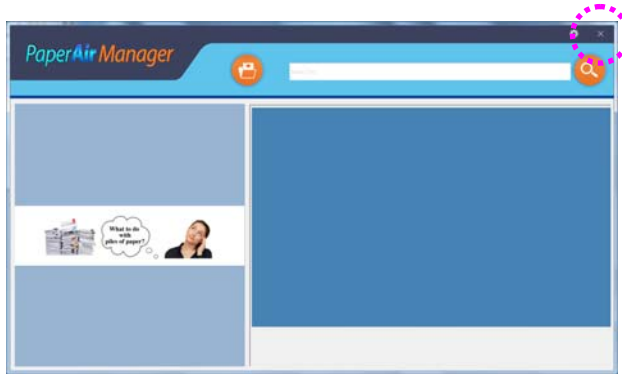 PaperAir Manager
What to do
with
piles of paper?